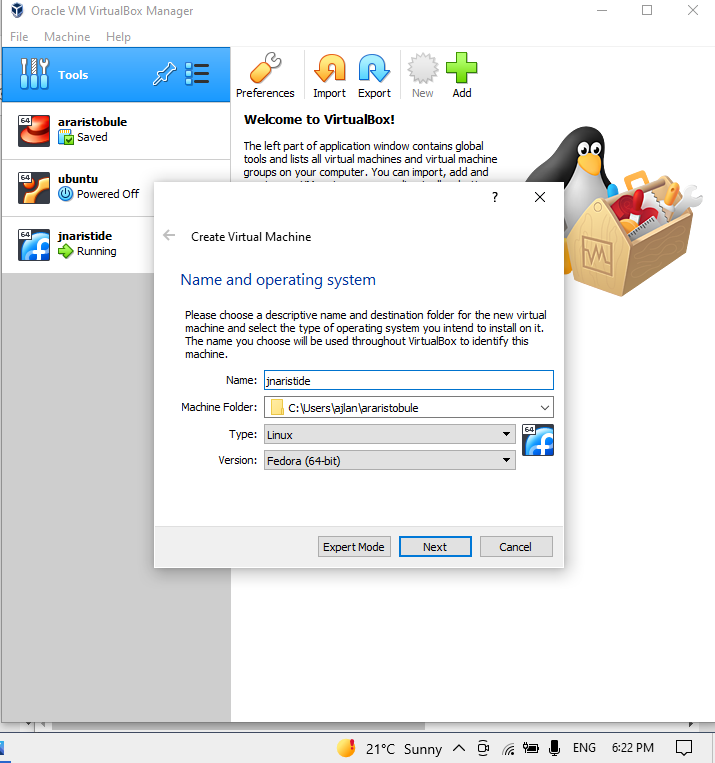 Oracle VM VirtualBox Manager
File Machine Help
Tools
Preferences Import Export New Add
64
araristobule
Saved
64
ubuntu
Powered Off
64
jnaristide
Running
Welcome to VirtualBox!
The left part of application window contains global
tools and lists all virtual machines and virtual machine
groups on your computer. You can import, add and
?
Create Virtual Machine
Name and operating system
Please choose a descriptive name and destination folder for the new virtual
machine and select the type of operating system you intend to install on it.
The name you choose will be used throughout VirtualBox to identify this
machine.
Name: jnaristide
Machine Folder: C:\Users\ajlan\araristobule
Type: Linux
64
Version: Fedora (64-bit)
Expert Mode Next Cancel
21°C Sunny ENG 6:22 PM